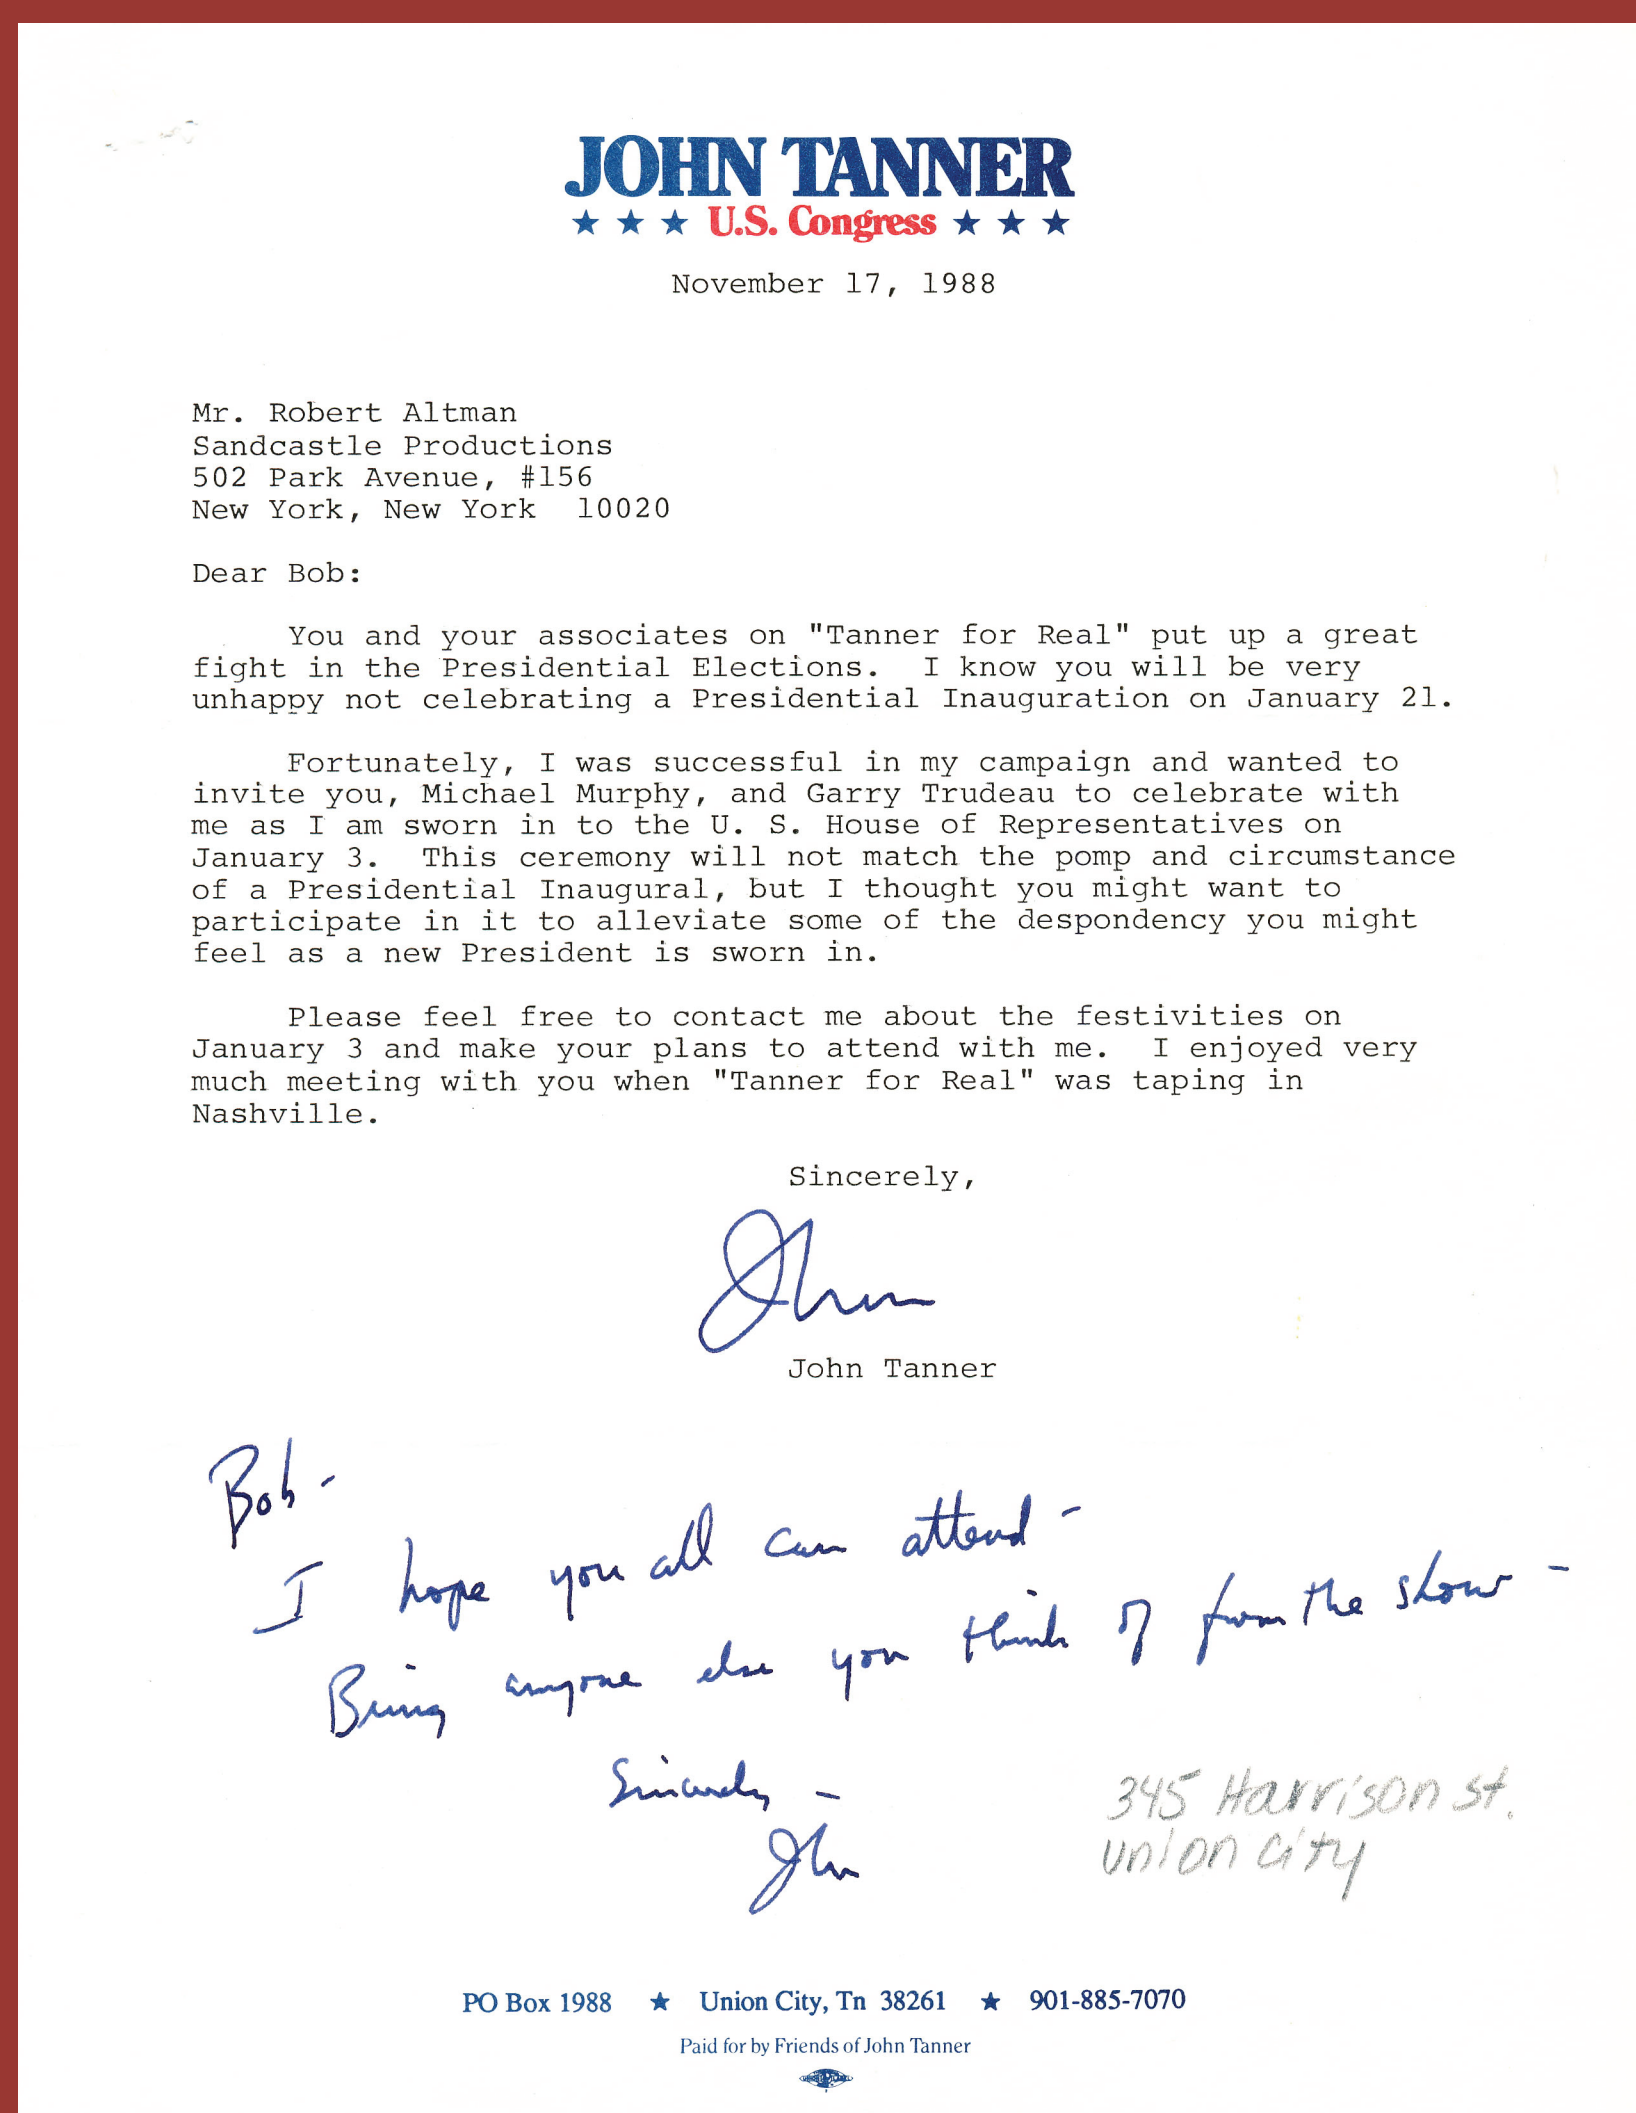 JOHN TANNER
★ ★ ★ U.S. Congress ★ ★ ★
November 17, 1988
Mr. Robert Altman
Sandcastle Productions
502 Park Avenue, #156
New York, New York  10020
Dear Bob:
You and your associates on "Tanner for Real" put up a great
fight in the Presidential Elections.  I know you will be very
unhappy not celebrating a Presidential Inauguration on January 21.
Fortunately, I was successful in my campaign and wanted to
invite you, Michael Murphy, and Garry Trudeau to celebrate with
me as I am sworn in to the U. S. House of Representatives on
January 3.  This ceremony will not match the pomp and circumstance
of a Presidential Inaugural, but I thought you might want to
participate in it to alleviate some of the despondency you might
feel as a new President is sworn in.
Please feel free to contact me about the festivities on
January 3 and make your plans to attend with me.  I enjoyed very
much meeting with you when "Tanner for Real" was taping in
Nashville.
Sincerely,
John
John Tanner
Bob -
I hope you all can attend -
Bring anyone else you think of from the show -
Sincerely -
John
345 Harrison St.
Union City
PO Box 1988 ★ Union City, Tn 38261 ★ 901-885-7070
Paid for by Friends of John Tanner